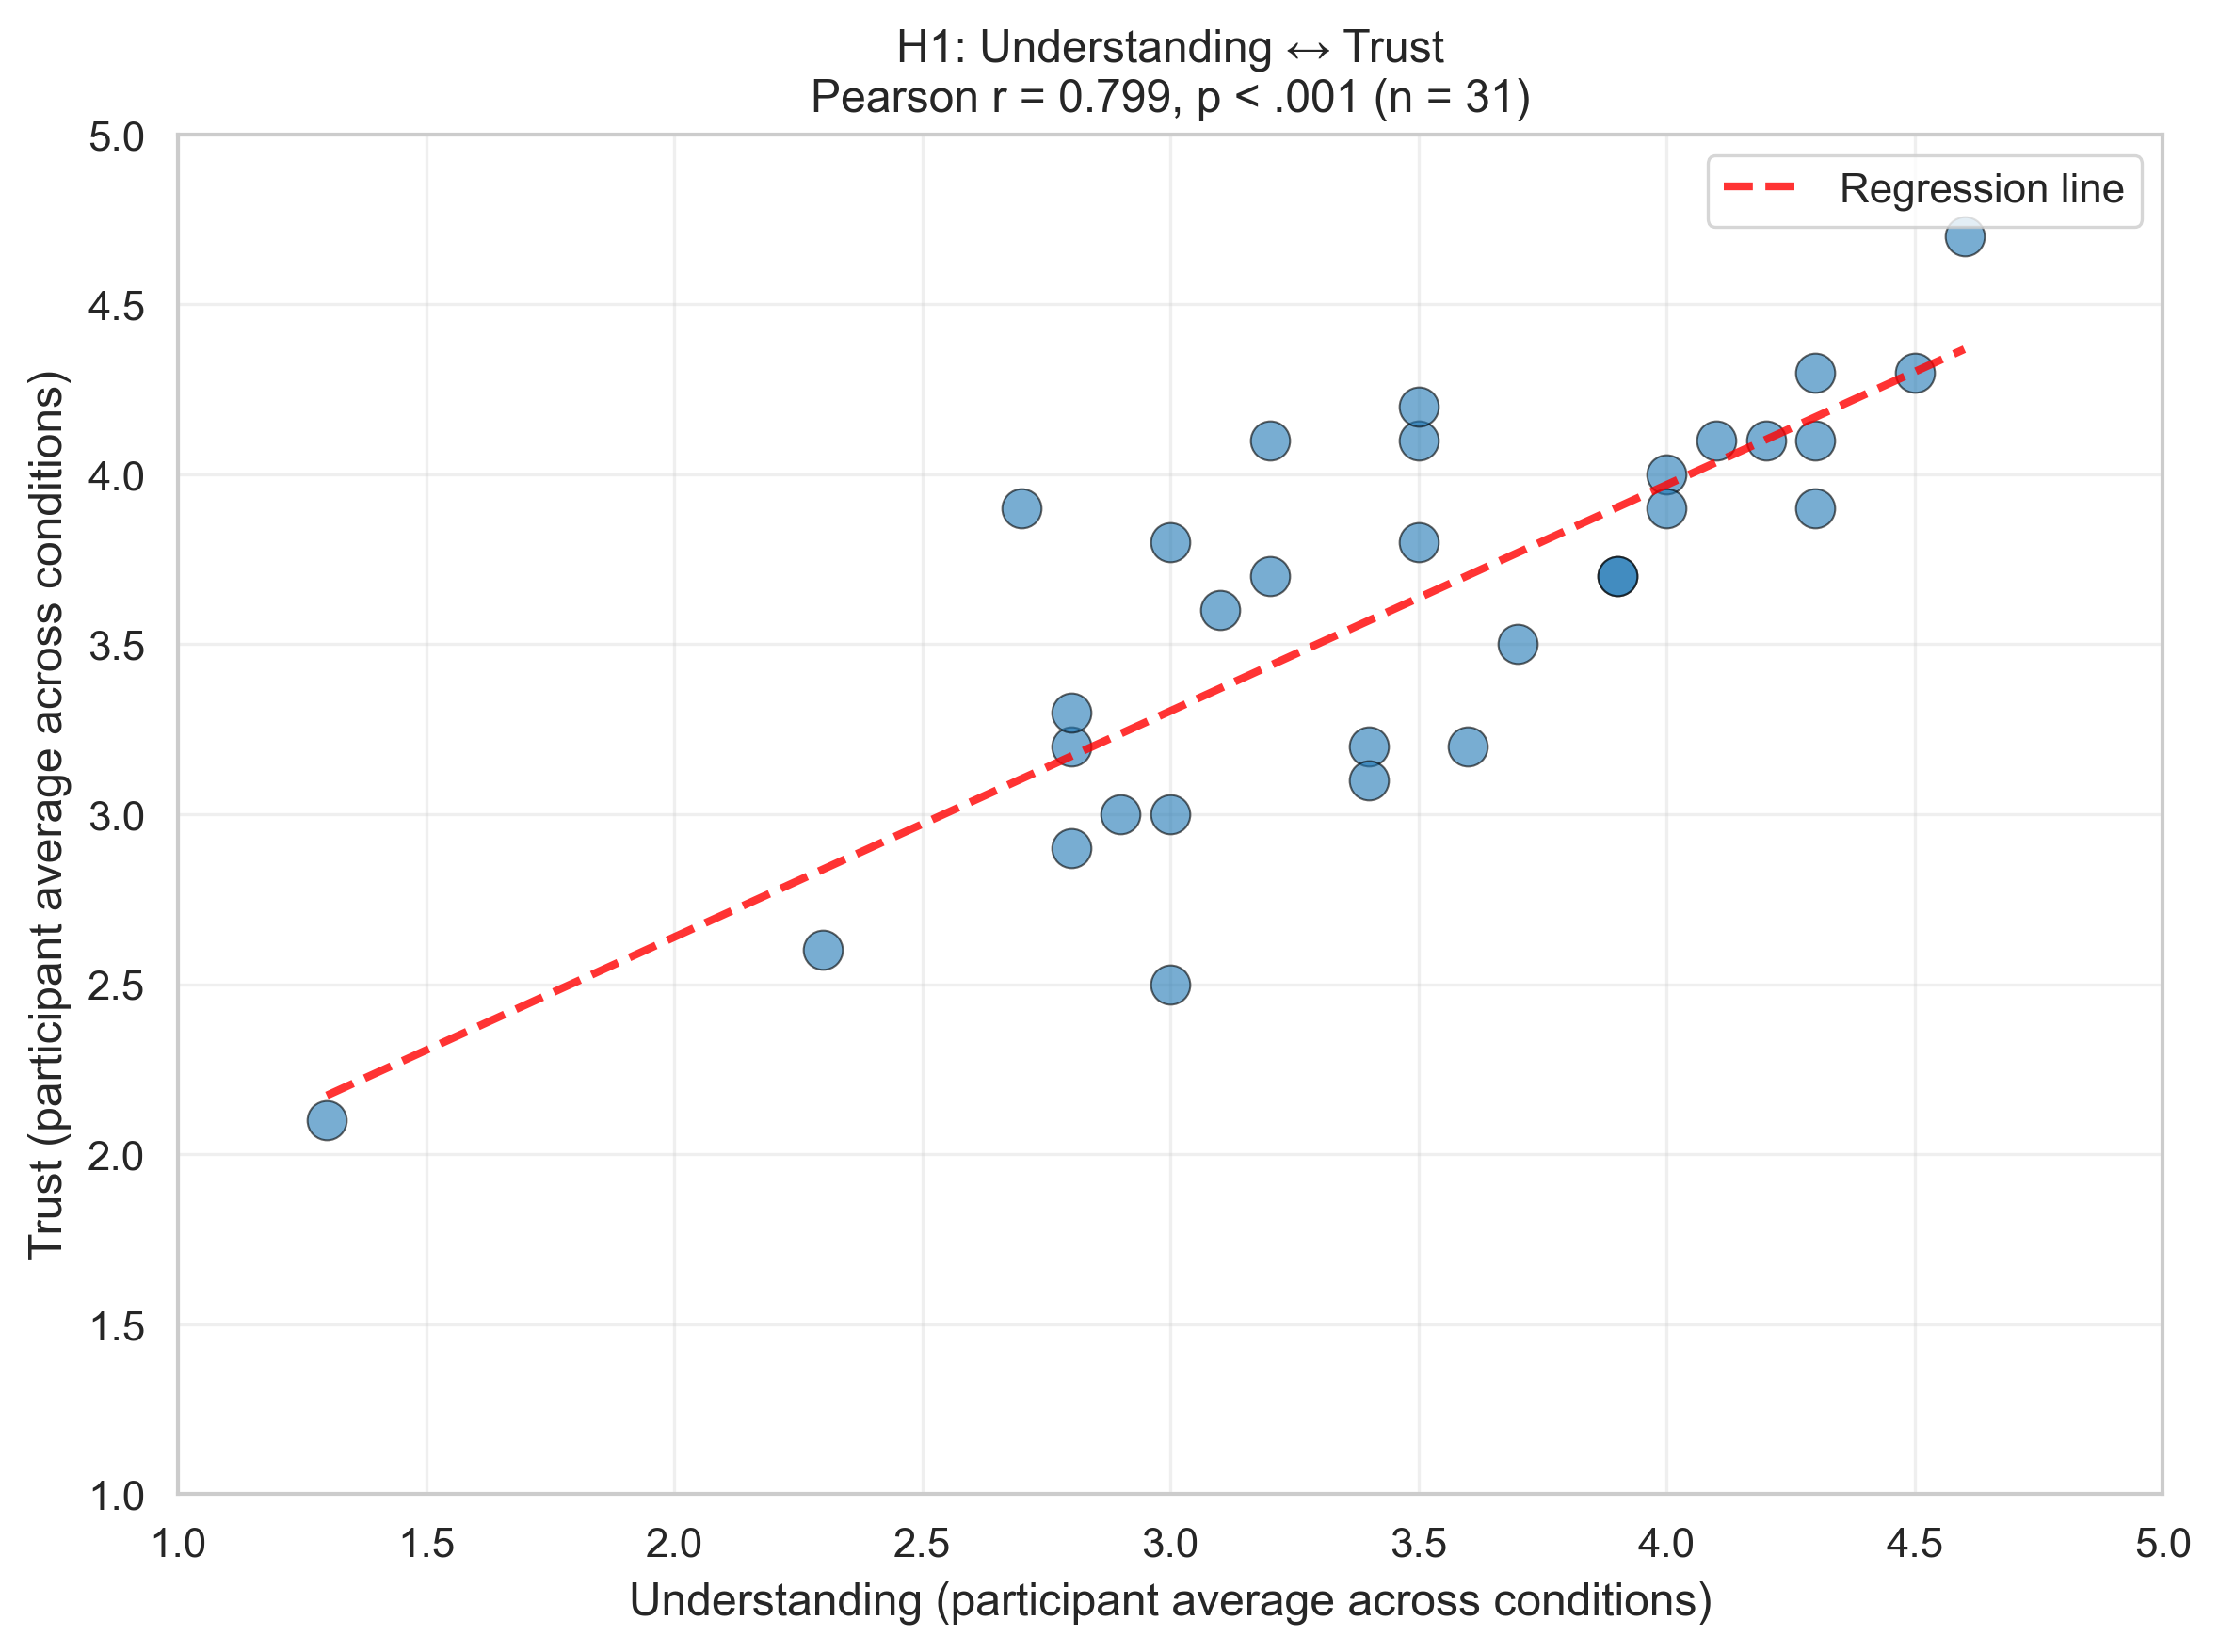 H1: Understanding ↔ Trust
Pearson r = 0.799, p < .001 (n = 31)
5.0
4.5
4.0
3.5
3.0
2.5
2.0
1.5
1.0
Trust (participant average across conditions)
Regression line
1.0 1.5 2.0 2.5 3.0 3.5 4.0 4.5 5.0
Understanding (participant average across conditions)